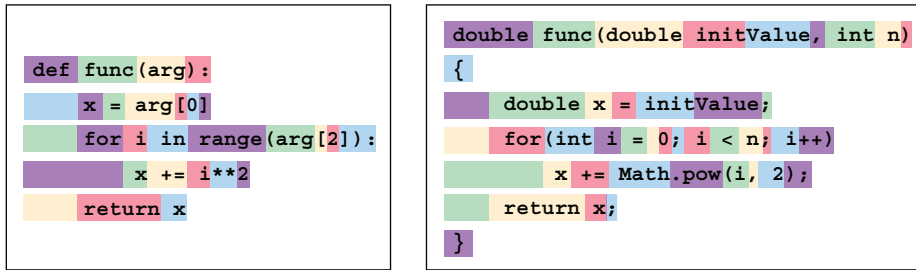 def func(arg):
    x = arg[0]
    for i in range(arg[2]):
        x += i**2
    return x
double func(double initValue, int n)
{
    double x = initValue;
    for(int i = 0; i < n; i++)
        x += Math.pow(i, 2);
    return x;
}